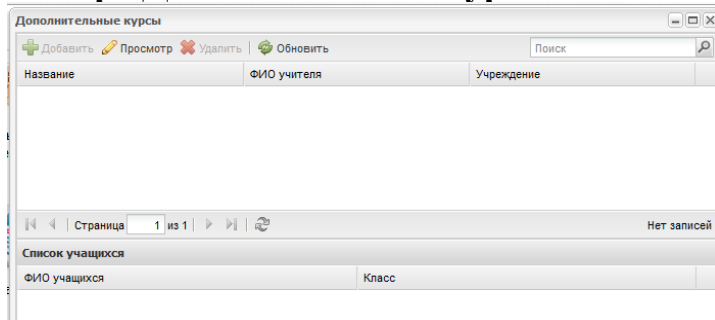 Дополнительные курсы
Добавить Просмотр Удалить Обновить Поиск
Название ФИО учителя Учреждение
Страница 1 из 1 Нет записей
Список учащихся
ФИО учащихся Класс